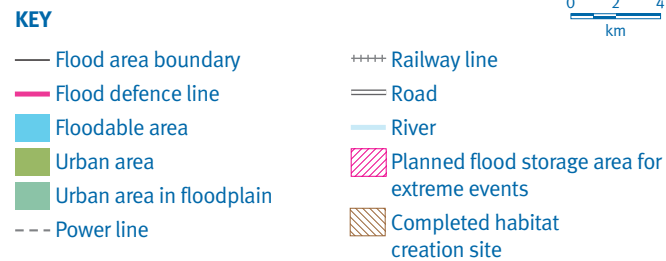 KEY
0 2 4
km
Flood area boundary
Flood defence line
Floodable area
Urban area
Urban area in floodplain
Power line
Railway line
Road
River
Planned flood storage area for
extreme events
Completed habitat
creation site